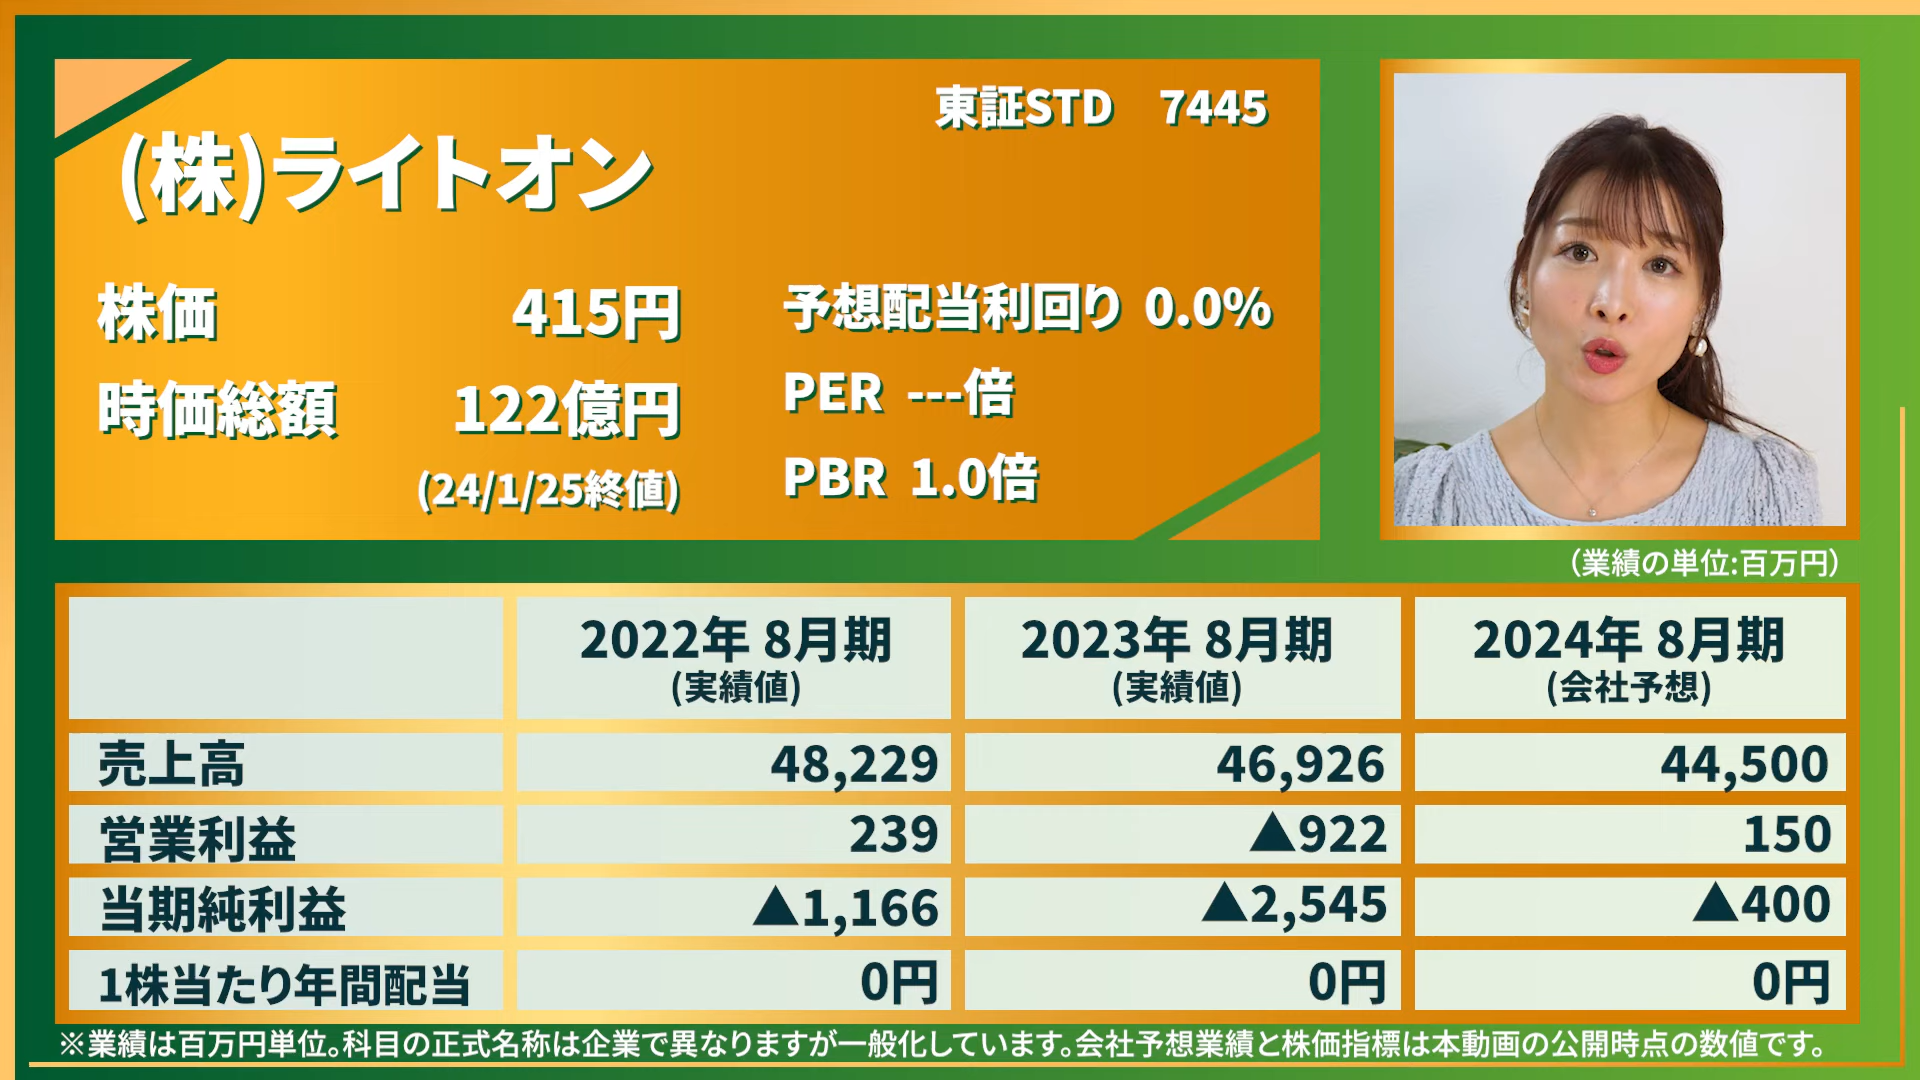 東証STD 7445
(株)ライトオン
株価 415円
時価総額 122億円
(24/1/25終値)
予想配当利回り 0.0%
PER ---倍
PBR 1.0倍
(業績の単位:百万円)
2022年 8月期 2023年 8月期 2024年 8月期
(実績値) (実績値) (会社予想)
売上高 48,229 46,926 44,500
営業利益 239 ▲922 150
当期純利益 ▲1,166 ▲2,545 ▲400
1株当たり年間配当 0円 0円 0円
※業績は百万円単位。科目の正式名称は企業で異なりますが一般化しています。会社予想業績と株価指標は本動画の公開時点の数値です。